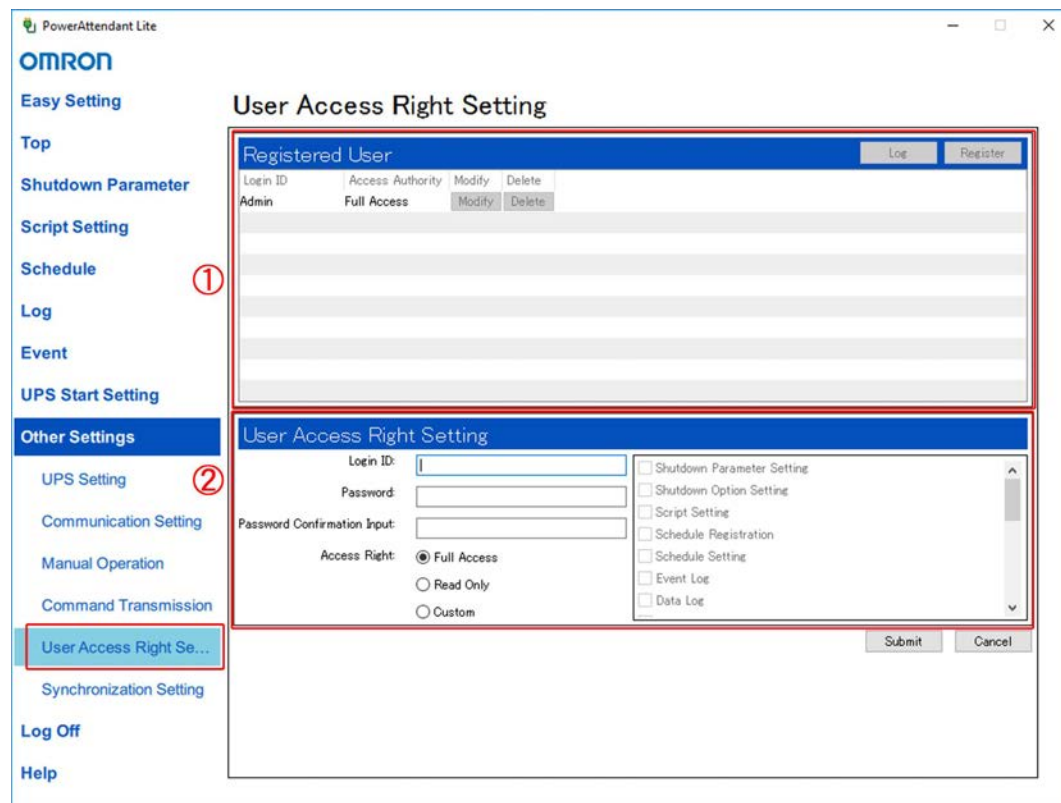 PowerAttendant Lite
OMRON
Easy Setting
Top
Shutdown Parameter
Script Setting
Schedule
Log
Event
UPS Start Setting
Other Settings
UPS Setting
Communication Setting
Manual Operation
Command Transmission
User Access Right Se...
Synchronization Setting
Log Off
Help
User Access Right Setting
①
Registered User Log Register
Login ID Access Authority Modify Delete
Admin Full Access Modify Delete
②
User Access Right Setting
Login ID:
Password:
Password Confirmation Input:
Access Right: Full Access
Read Only
Custom
Shutdown Parameter Setting
Shutdown Option Setting
Script Setting
Schedule Registration
Schedule Setting
Event Log
Data Log
Submit Cancel